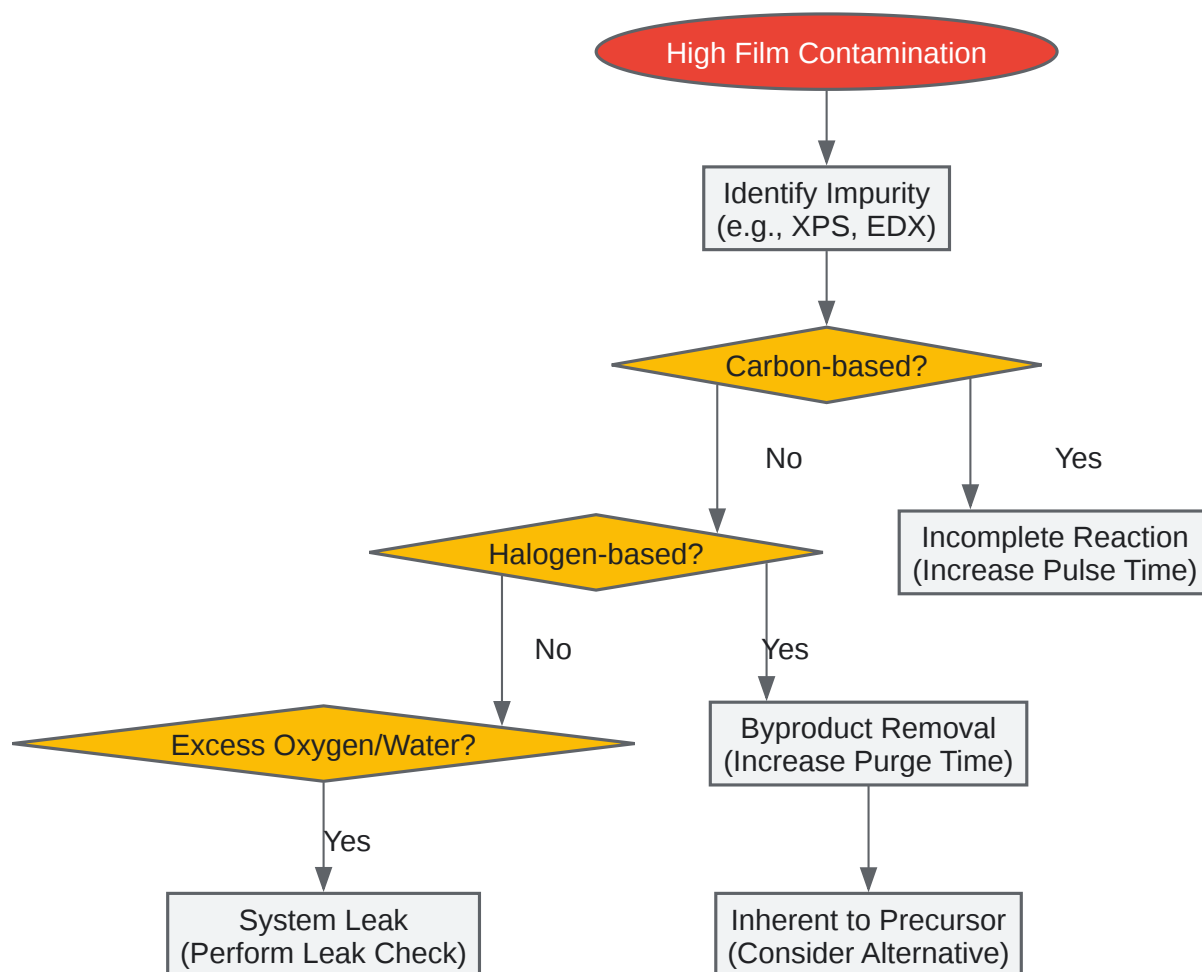 High Film Contamination
Identify Impurity
(e.g., XPS, EDX)
Carbon-based?
No
Yes
Incomplete Reaction
(Increase Pulse Time)
Halogen-based?
No
Yes
Excess Oxygen/Water?
Byproduct Removal
(Increase Purge Time)
Yes
System Leak
(Perform Leak Check)
Inherent to Precursor
(Consider Alternative)